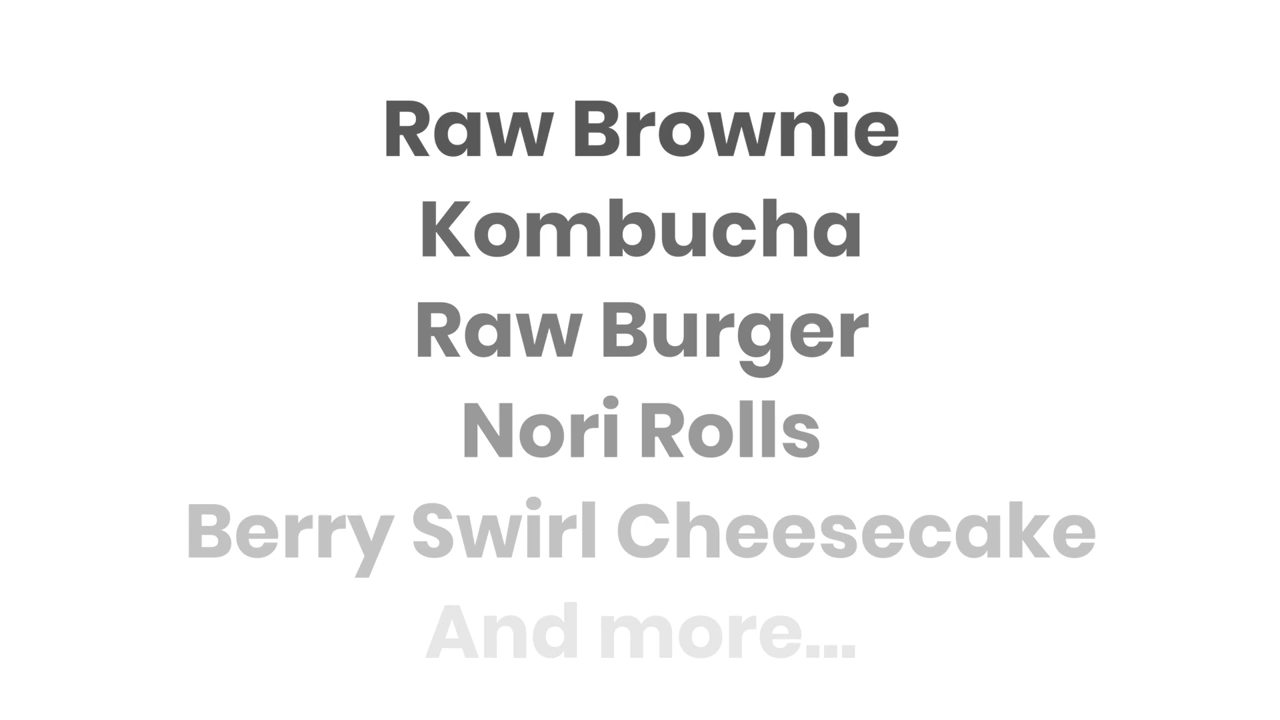 Raw Brownie
Kombucha
Raw Burger
Nori Rolls
Berry Swirl Cheesecake
And more...